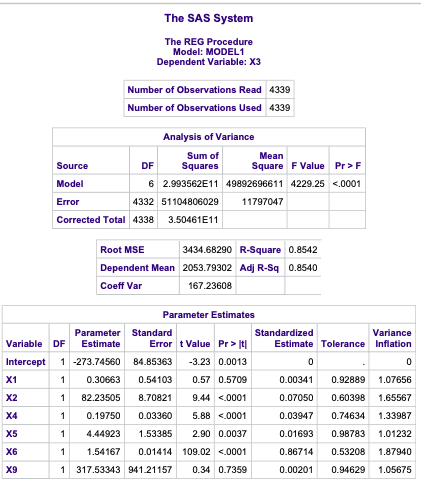 The SAS System
The REG Procedure
Model: MODEL1
Dependent Variable: X3
Number of Observations Read 4339
Number of Observations Used 4339
Analysis of Variance
Source DF Sum of Squares Mean Square F Value Pr > F
Model 6 2.993562E11 49892696611 4229.25 <.0001
Error 4332 51104806029 11797047
Corrected Total 4338 3.50461E11
Root MSE 3434.68290 R-Square 0.8542
Dependent Mean 2053.79302 Adj R-Sq 0.8540
Coeff Var 167.23608
Parameter Estimates
Variable DF Parameter Estimate Standard Error t Value Pr > |t| Standardized Estimate Tolerance Variance Inflation
Intercept 1 -273.74560 84.85363 -3.23 0.0013 0 . 0
X1 1 0.30663 0.54103 0.57 0.5709 0.00341 0.92889 1.07656
X2 1 82.23505 8.70821 9.44 <.0001 0.07050 0.60398 1.65567
X4 1 0.19750 0.03360 5.88 <.0001 0.03947 0.74634 1.33987
X5 1 4.44923 1.53385 2.90 0.0037 0.01693 0.98783 1.01232
X6 1 1.54167 0.01414 109.02 <.0001 0.86714 0.53208 1.87940
X9 1 317.53343 941.21157 0.34 0.7359 0.00201 0.94629 1.05675